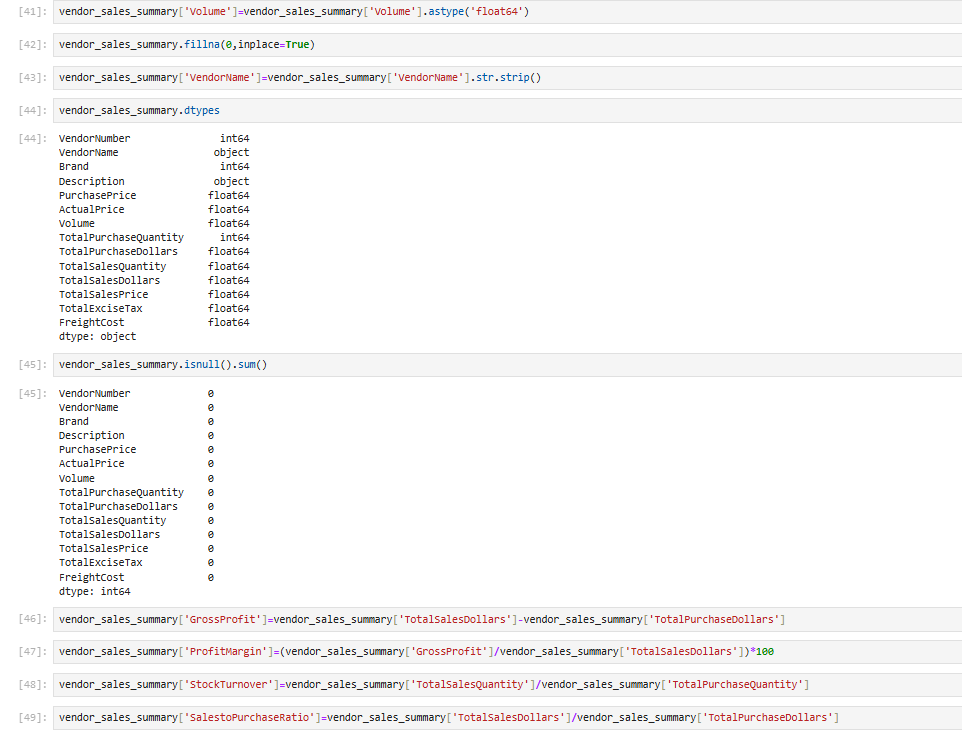 [41]: vendor_sales_summary['Volume']=vendor_sales_summary['Volume'].astype('float64')
[42]: vendor_sales_summary.fillna(0,inplace=True)
[43]: vendor_sales_summary['VendorName']=vendor_sales_summary['VendorName'].str.strip()
[44]: vendor_sales_summary.dtypes
[44]: VendorNumber int64
VendorName object
Brand int64
Description object
PurchasePrice float64
ActualPrice float64
Volume float64
TotalPurchaseQuantity int64
TotalPurchaseDollars float64
TotalSalesQuantity float64
TotalSalesDollars float64
TotalSalesPrice float64
TotalExciseTax float64
FreightCost float64
dtype: object
[45]: vendor_sales_summary.isnull().sum()
[45]: VendorNumber 0
VendorName 0
Brand 0
Description 0
PurchasePrice 0
ActualPrice 0
Volume 0
TotalPurchaseQuantity 0
TotalPurchaseDollars 0
TotalSalesQuantity 0
TotalSalesDollars 0
TotalSalesPrice 0
TotalExciseTax 0
FreightCost 0
dtype: int64
[46]: vendor_sales_summary['GrossProfit']=vendor_sales_summary['TotalSalesDollars']-vendor_sales_summary['TotalPurchaseDollars']
[47]: vendor_sales_summary['ProfitMargin']=(vendor_sales_summary['GrossProfit']/vendor_sales_summary['TotalSalesDollars'])*100
[48]: vendor_sales_summary['StockTurnover']=vendor_sales_summary['TotalSalesQuantity']/vendor_sales_summary['TotalPurchaseQuantity']
[49]: vendor_sales_summary['SalestoPurchaseRatio']=vendor_sales_summary['TotalSalesDollars']/vendor_sales_summary['TotalPurchaseDollars']